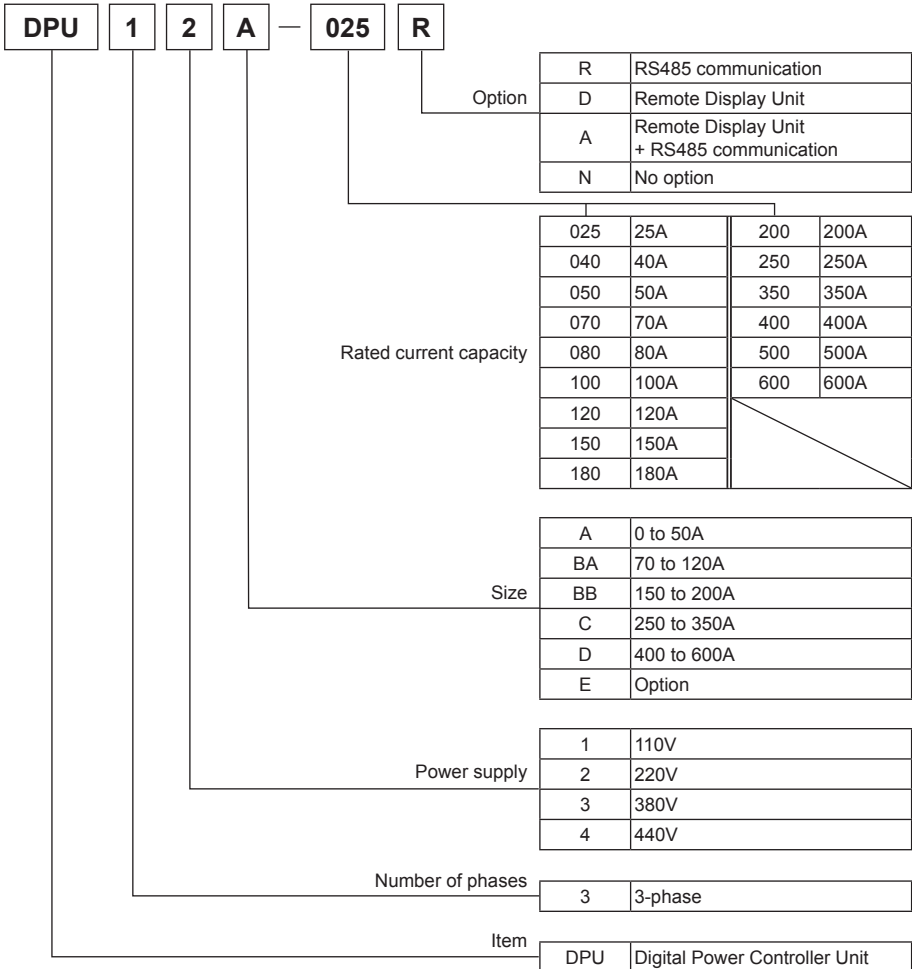 DPU 1 2 A — 025 R
Option
R RS485 communication
D Remote Display Unit
A Remote Display Unit
+ RS485 communication
N No option
Rated current capacity
025 25A 200 200A
040 40A 250 250A
050 50A 350 350A
070 70A 400 400A
080 80A 500 500A
100 100A 600 600A
120 120A
150 150A
180 180A
Size
A 0 to 50A
BA 70 to 120A
BB 150 to 200A
C 250 to 350A
D 400 to 600A
E Option
Power supply
1 110V
2 220V
3 380V
4 440V
Number of phases
3 3-phase
Item
DPU Digital Power Controller Unit